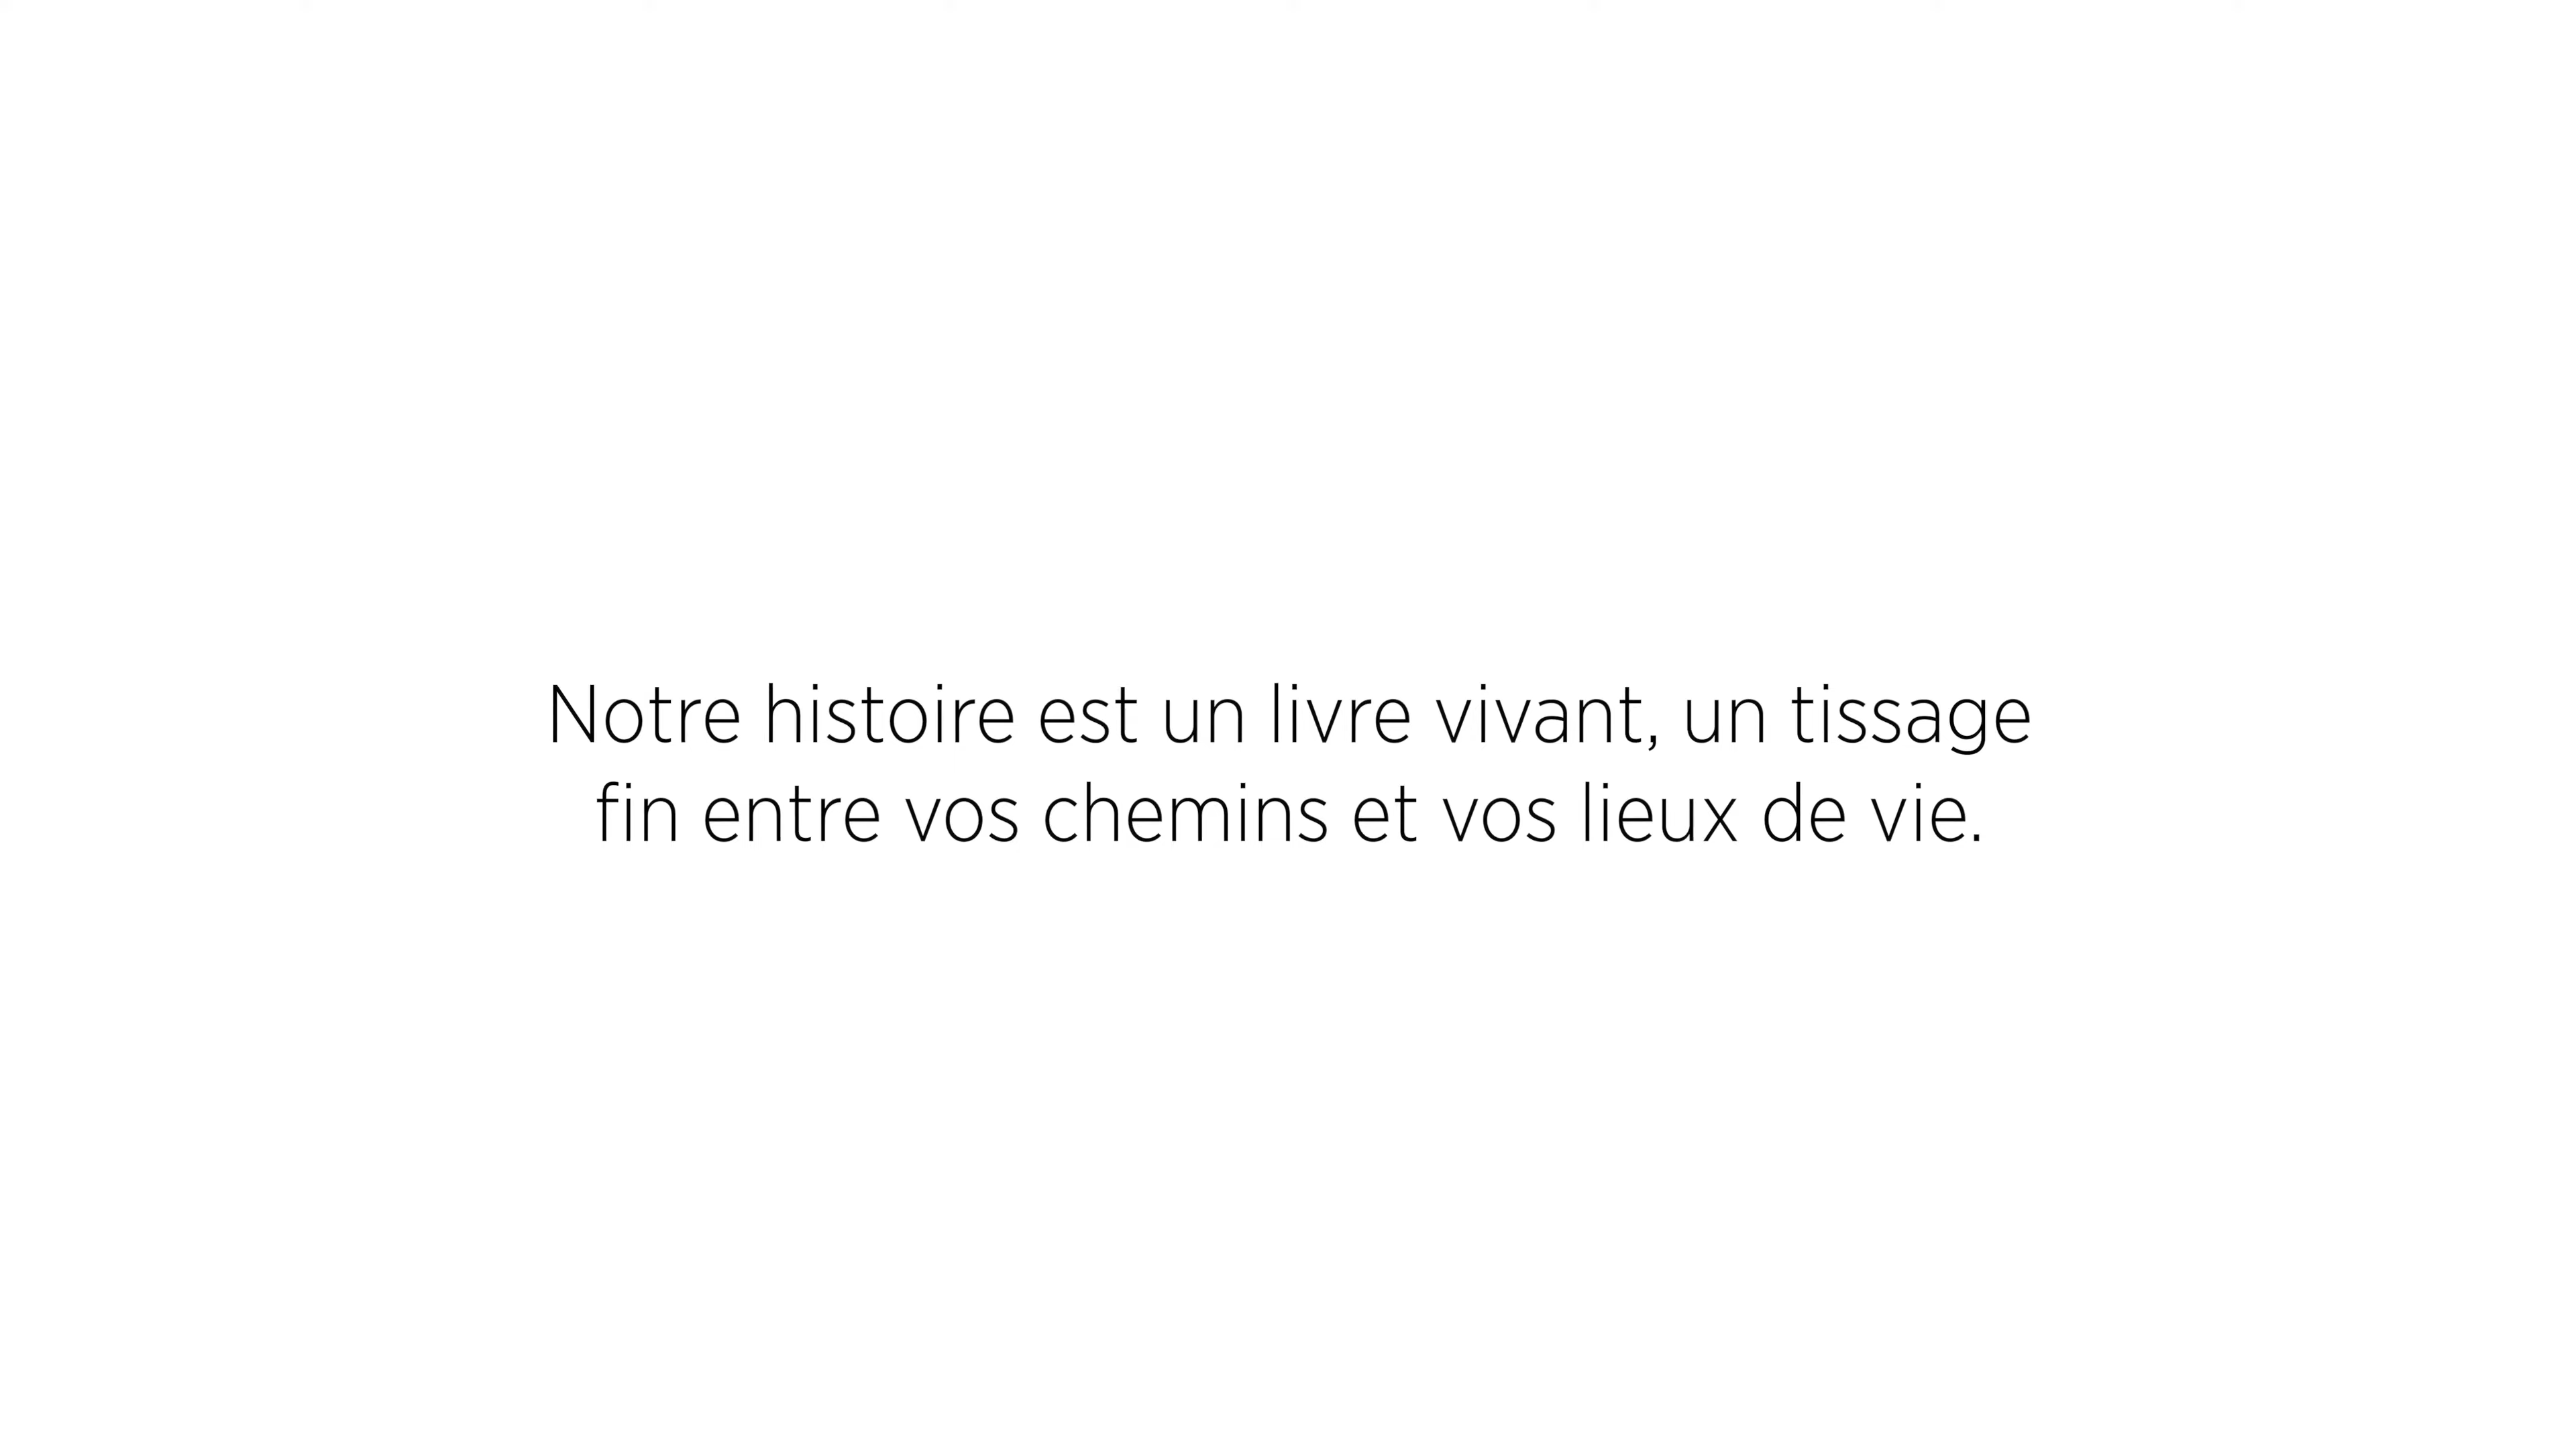 Notre histoire est un livre vivant, un tissage
fin entre vos chemins et vos lieux de vie.